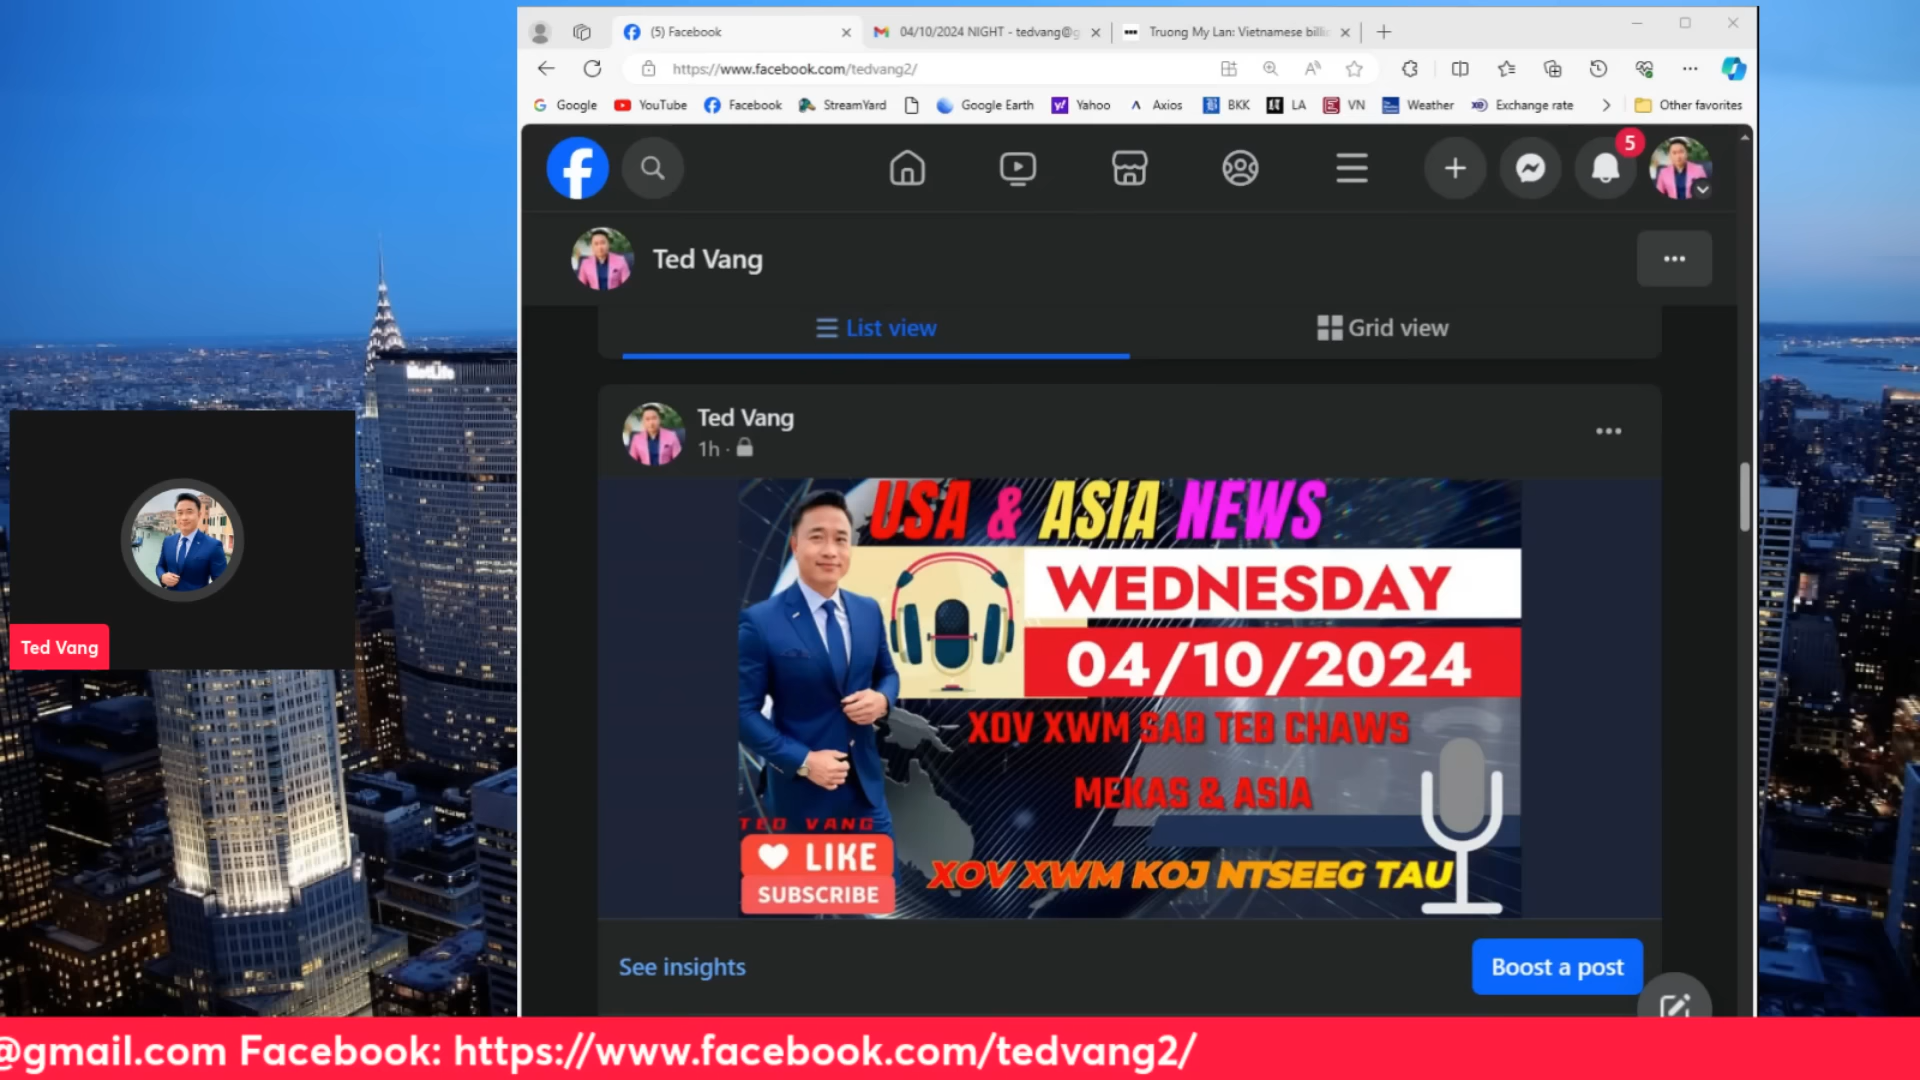 (5) Facebook
04/10/2024 NIGHT - tedvang@g
Truong My Lan: Vietnamese billi
https://www.facebook.com/tedvang2/
Google
YouTube
Facebook
StreamYard
Google Earth
Yahoo
Axios
BKK
LA
VN
Weather
Exchange rate
Other favorites
5
Ted Vang
List view
Grid view
Ted Vang
1h
USA & ASIA NEWS
WEDNESDAY
04/10/2024
XOV XWM SAB TEB CHAWS
MEKAS & ASIA
TED VANG
LIKE
SUBSCRIBE
XOV XWM KOJ NTSEEG TAU
See insights
Boost a post
MetLife
Ted Vang
@gmail.com Facebook: https://www.facebook.com/tedvang2/